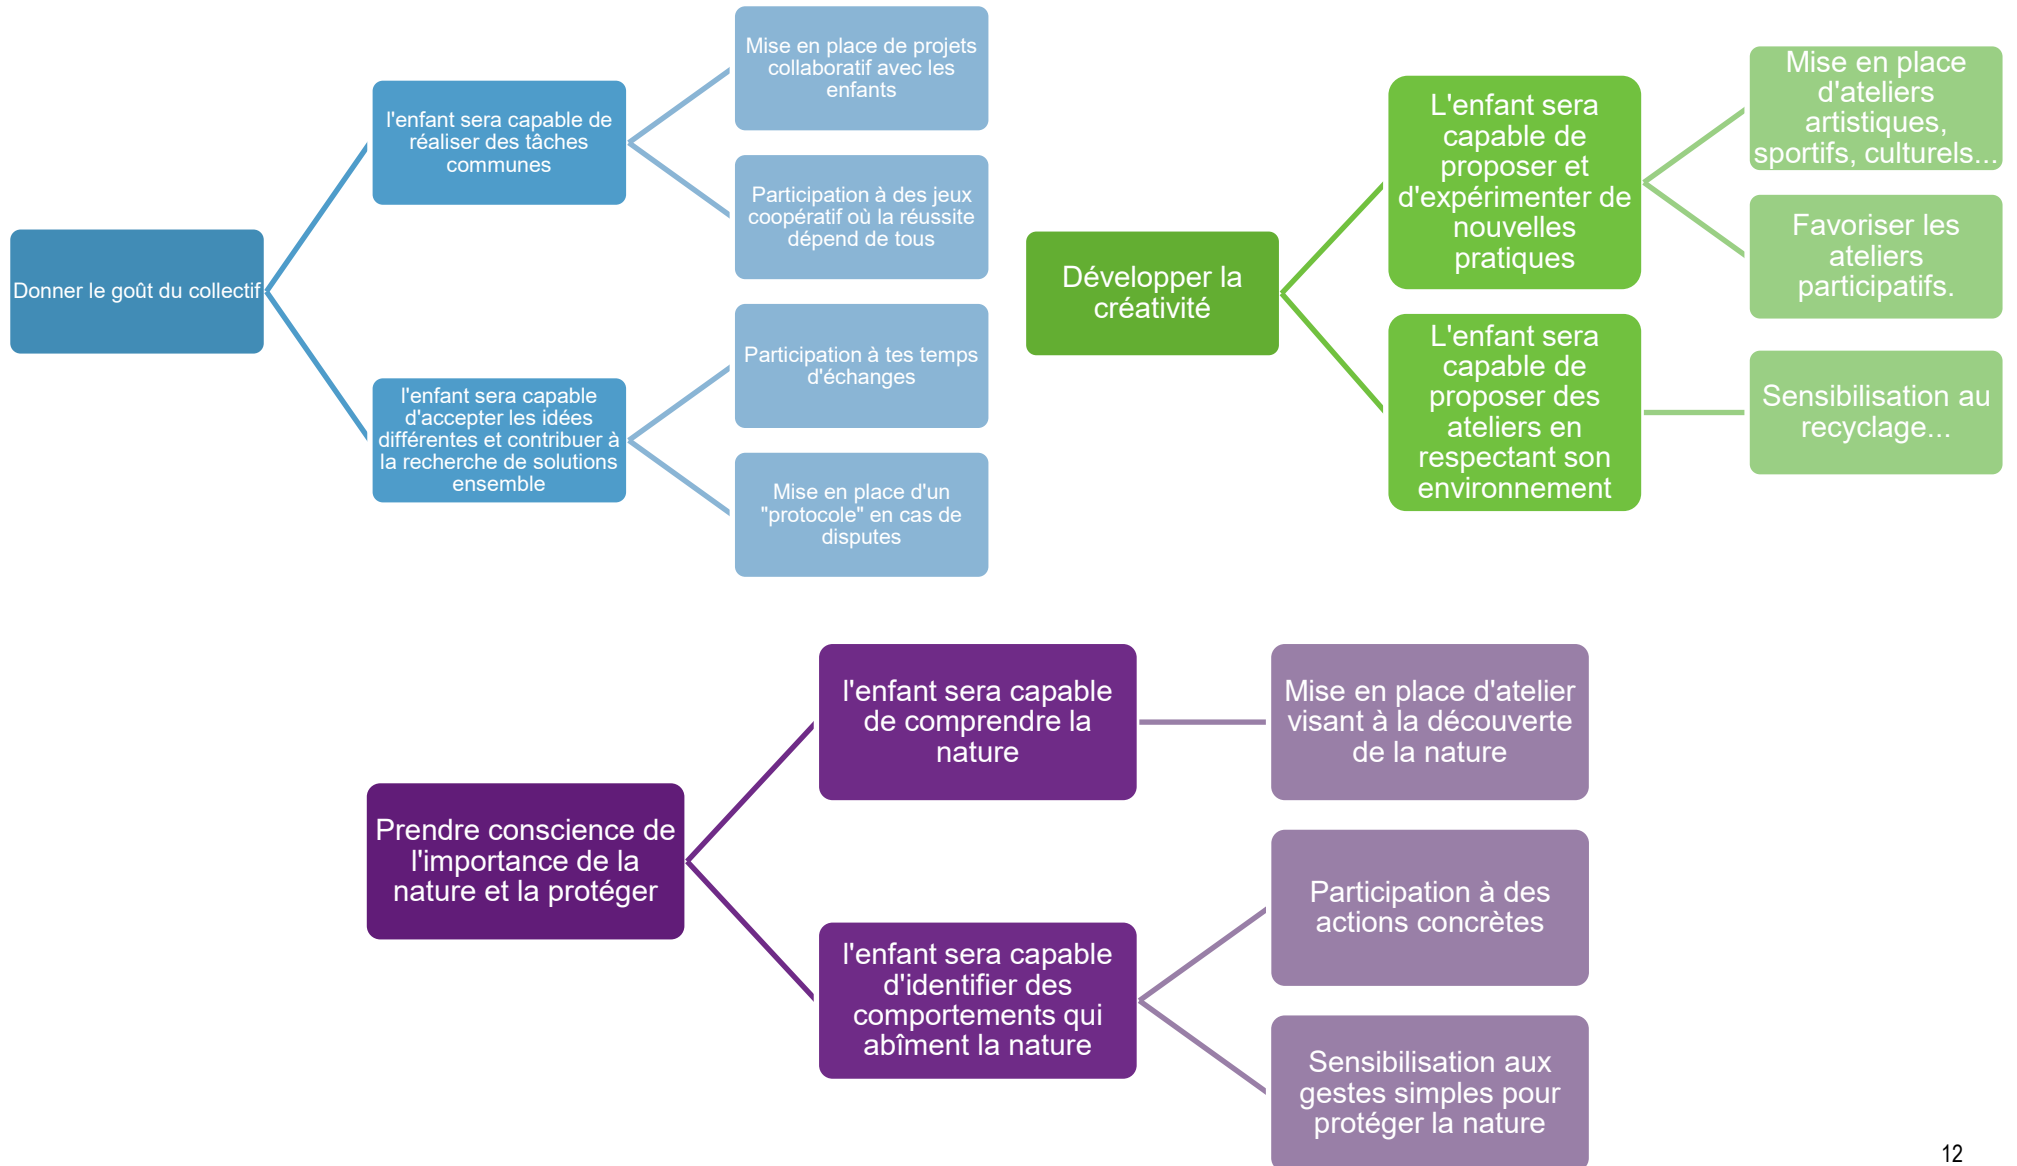 Donner le goût du collectif
l'enfant sera capable de
réaliser des tâches
communes
Mise en place de projets
collaboratif avec les
enfants
Participation à des jeux
coopératif où la réussite
dépend de tous
l'enfant sera capable
d'accepter les idées
différentes et contribuer à
la recherche de solutions
ensemble
Participation à tes temps
d'échanges
Mise en place d'un
"protocole" en cas de
disputes
Développer la
créativité
L'enfant sera
capable de
proposer et
d'expérimenter de
nouvelles
pratiques
Mise en place
d'ateliers
artistiques,
sportifs, culturels...
Favoriser les
ateliers
participatifs.
L'enfant sera
capable de
proposer des
ateliers en
respectant son
environnement
Sensibilisation au
recyclage...
Prendre conscience de
l'importance de la
nature et la protéger
l'enfant sera capable
de comprendre la
nature
Mise en place d'atelier
visant à la découverte
de la nature
l'enfant sera capable
d'identifier des
comportements qui
abîment la nature
Participation à des
actions concrètes
Sensibilisation aux
gestes simples pour
protéger la nature
12